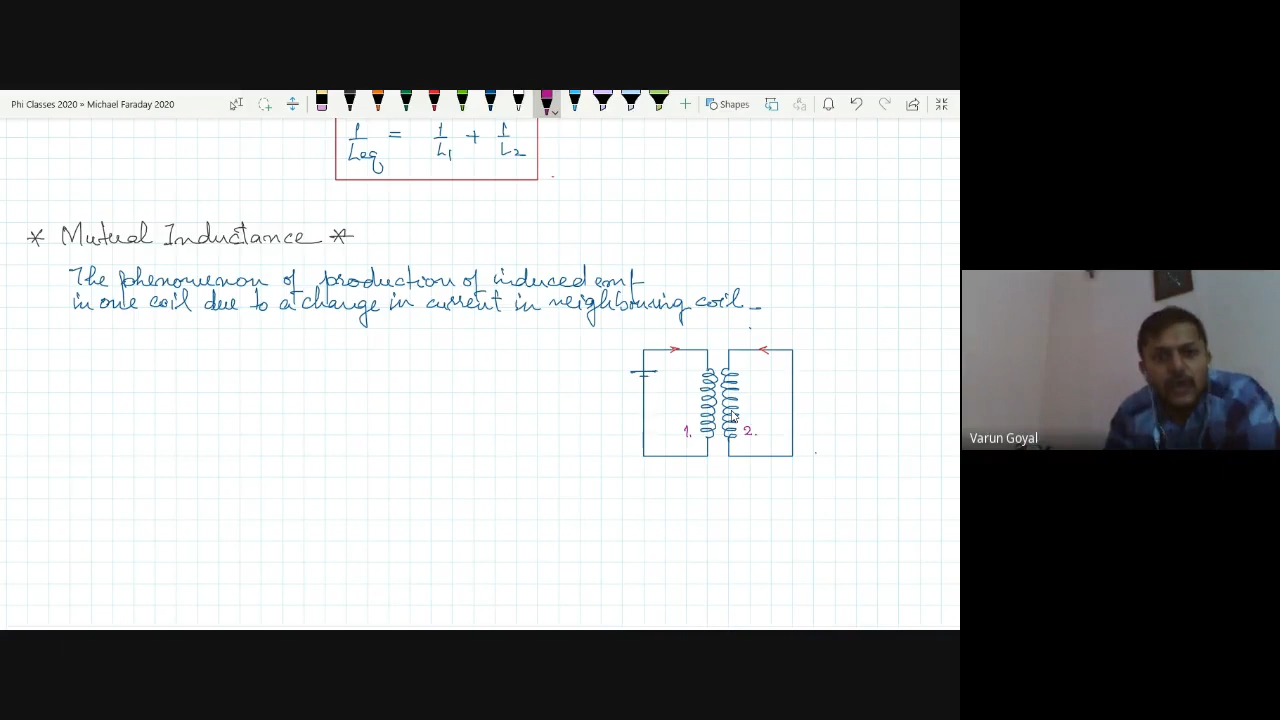 Phi Classes 2020 » Michael Faraday 2020
Shapes
1/Leq = 1/L1 + 1/L2
* Mutual Inductance *
The phenomenon of production of induced emf
in one coil due to a change in current in neighbouring coil
1. 2.
Varun Goyal